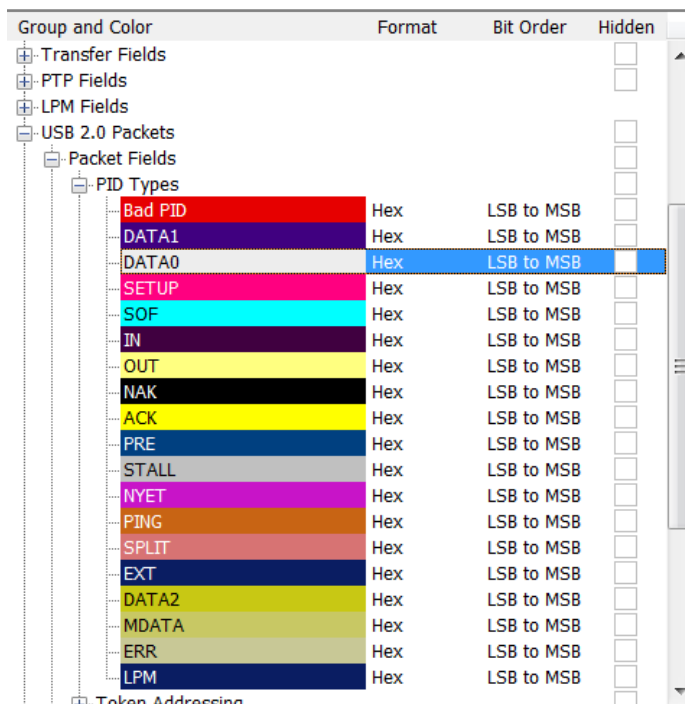 Group and Color Format Bit Order Hidden
Transfer Fields
PTP Fields
LPM Fields
USB 2.0 Packets
Packet Fields
PID Types
Bad PID Hex LSB to MSB
DATA1 Hex LSB to MSB
DATA0 Hex LSB to MSB
SETUP Hex LSB to MSB
SOF Hex LSB to MSB
IN Hex LSB to MSB
OUT Hex LSB to MSB
NAK Hex LSB to MSB
ACK Hex LSB to MSB
PRE Hex LSB to MSB
STALL Hex LSB to MSB
NYET Hex LSB to MSB
PING Hex LSB to MSB
SPLIT Hex LSB to MSB
EXT Hex LSB to MSB
DATA2 Hex LSB to MSB
MDATA Hex LSB to MSB
ERR Hex LSB to MSB
LPM Hex LSB to MSB
Token Addressing